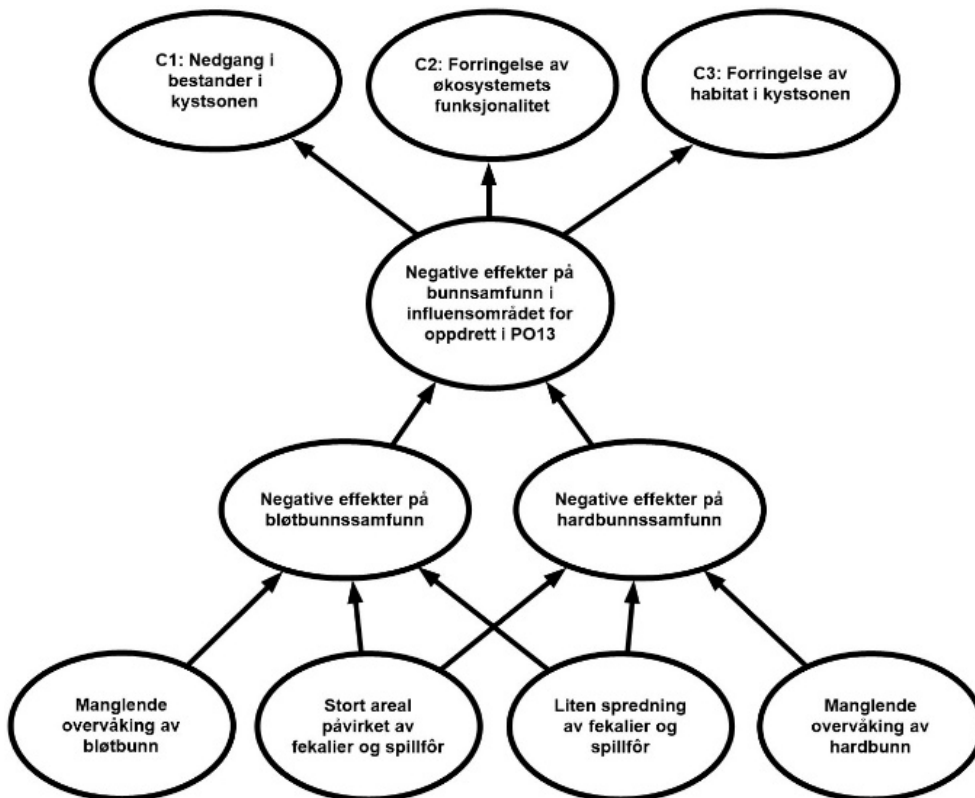 C1: Nedgang i
bestander i
kystsonen
C2: Forringelse av
økosystemets
funksjonalitet
C3: Forringelse av
habitat i kystsonen
Negative effekter på
bunnsamfunn i
influensområdet for
oppdrett i PO13
Negative effekter på
bløtbunnssamfunn
Negative effekter på
hardbunnssamfunn
Manglende
overvåking av
bløtbunn
Stort areal
påvirket av
fekalier og spillfôr
Liten spredning
av fekalier og
spillfôr
Manglende
overvåking av
hardbunn